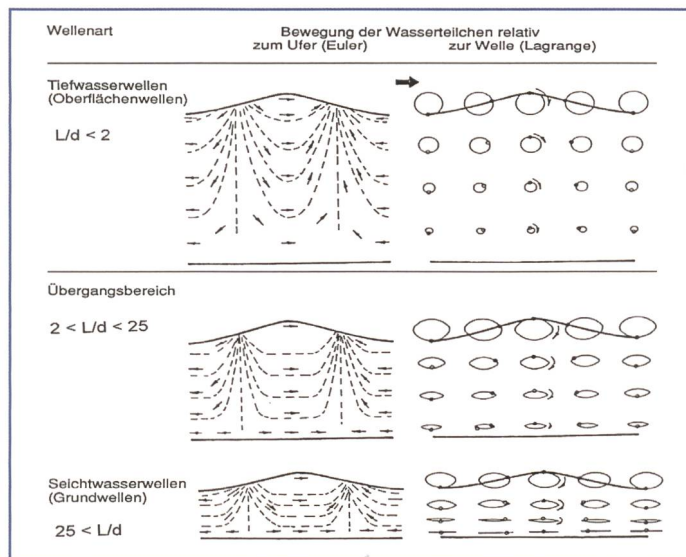 Wellenart
Bewegung der Wasserteilchen relativ
zum Ufer (Euler)
zur Welle (Lagrange)
Tiefwasserwellen
(Oberflächenwellen)
L/d < 2
Übergangsbereich
2 < L/d < 25
Seichtwasserwellen
(Grundwellen)
25 < L/d